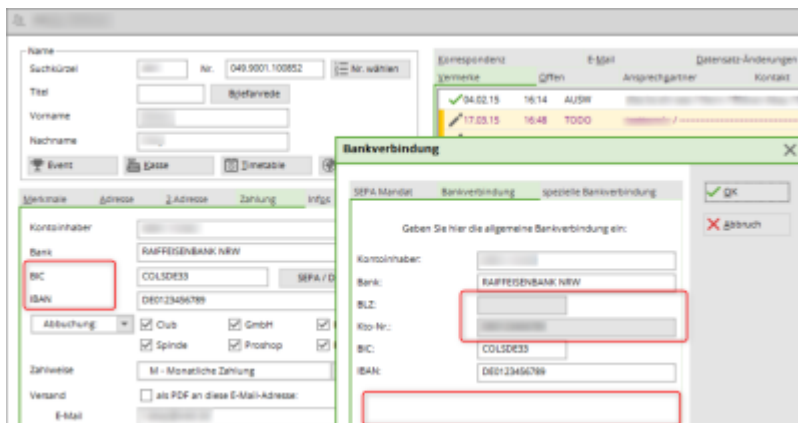 Name
Suchkürzel
Nr. 049.9001.100852 Nr. wählen
Titel Briefanrede
Vorname
Nachname
Event Kasse Timetable
Merkmale Adresse 2.Adresse Zahlung Infos
Kontoinhaber
Bank RAIFFEISENBANK NRW
BIC COLSDE33 SEPA / D
IBAN DE0123456789
Abbuchung: Club GmbH
Spinde Proshop
Zahlweise M - Monatliche Zahlung
Versand als PDF an diese E-Mail-Adresse:
E-Mail
Korrespondenz E-Mail Datensatz-Änderungen
Vermerke Offen Ansprechpartner Kontakt
04.02.15 16:14 AUSW
17.03.15 16:48 TODO
Bankverbindung
SEPA Mandat Bankverbindung spezielle Bankverbindung
Geben Sie hier die allgemeine Bankverbindung ein:
Kontoinhaber:
Bank: RAIFFEISENBANK NRW
BLZ:
Kto-Nr.:
BIC: COLSDE33
IBAN: DE0123456789
OK
Abbruch